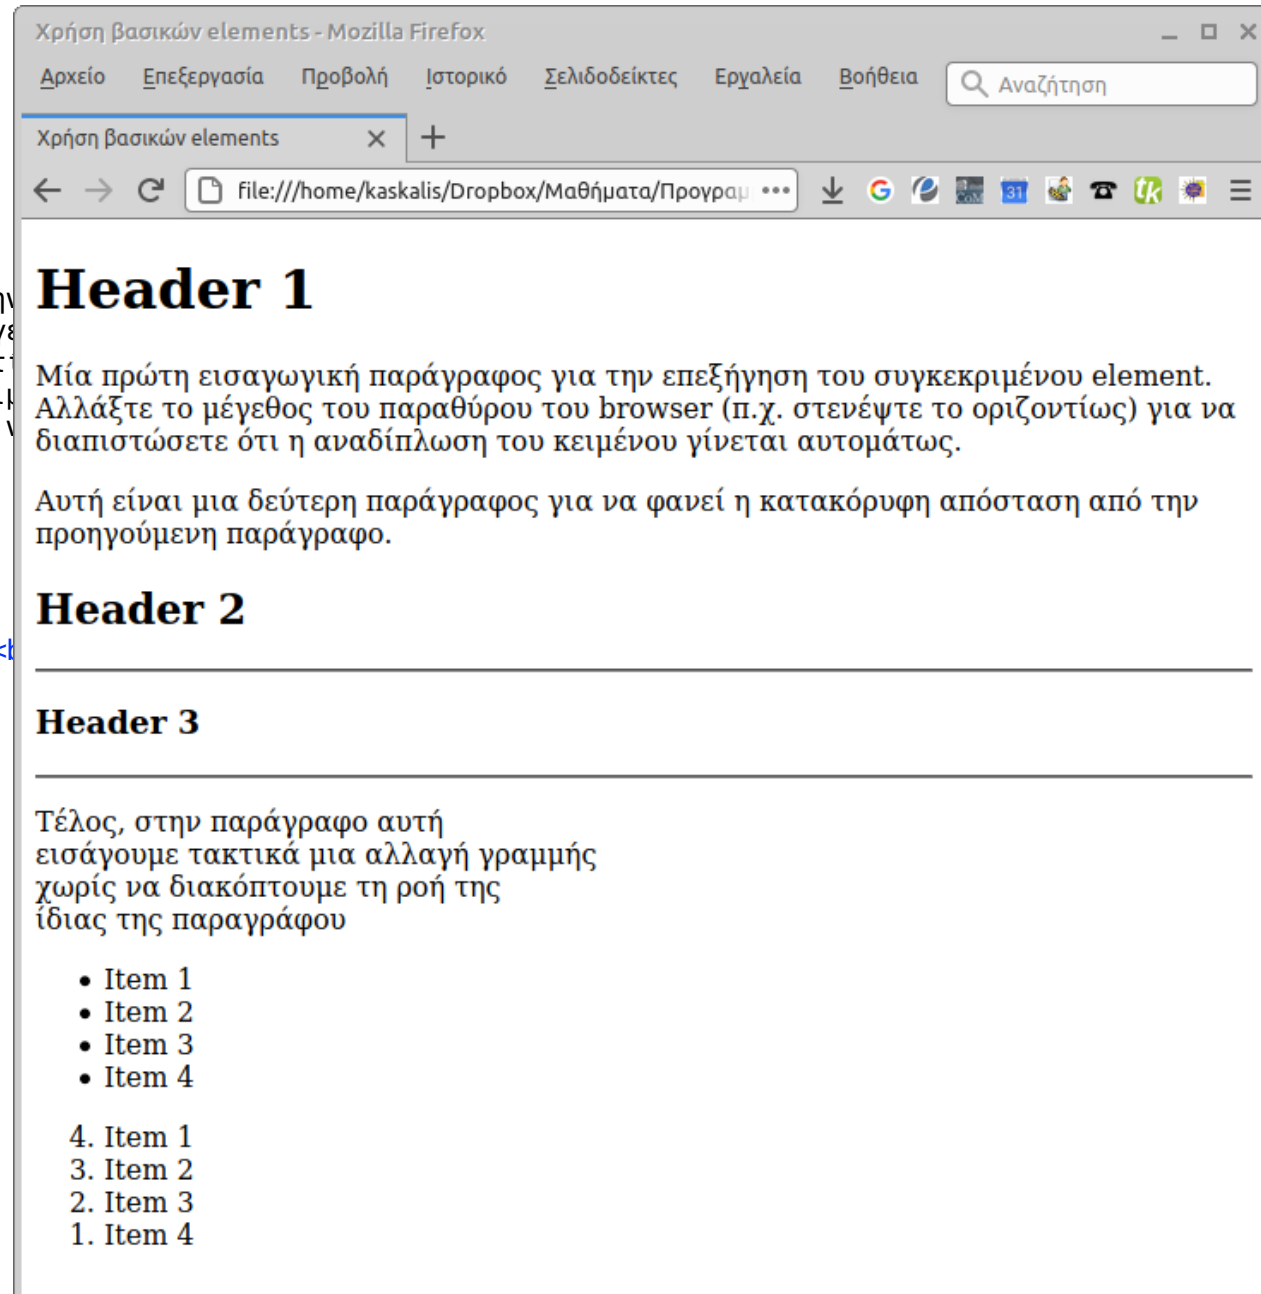 Χρήση βασικών elements - Mozilla Firefox
Αρχείο Επεξεργασία Προβολή Ιστορικό Σελιδοδείκτες Εργαλεία Βοήθεια Αναζήτηση
Χρήση βασικών elements
file:///home/kaskalis/Dropbox/Μαθήματα/Προγραμ
31
tk
Header 1
Μία πρώτη εισαγωγική παράγραφος για την επεξήγηση του συγκεκριμένου element.
Αλλάξτε το μέγεθος του παραθύρου του browser (π.χ. στενέψτε το οριζοντίως) για να
διαπιστώσετε ότι η αναδίπλωση του κειμένου γίνεται αυτομάτως.
Αυτή είναι μια δεύτερη παράγραφος για να φανεί η κατακόρυφη απόσταση από την
προηγούμενη παράγραφο.
Header 2
Header 3
Τέλος, στην παράγραφο αυτή
εισάγουμε τακτικά μια αλλαγή γραμμής
χωρίς να διακόπτουμε τη ροή της
ίδιας της παραγράφου
• Item 1
• Item 2
• Item 3
• Item 4
4. Item 1
3. Item 2
2. Item 3
1. Item 4